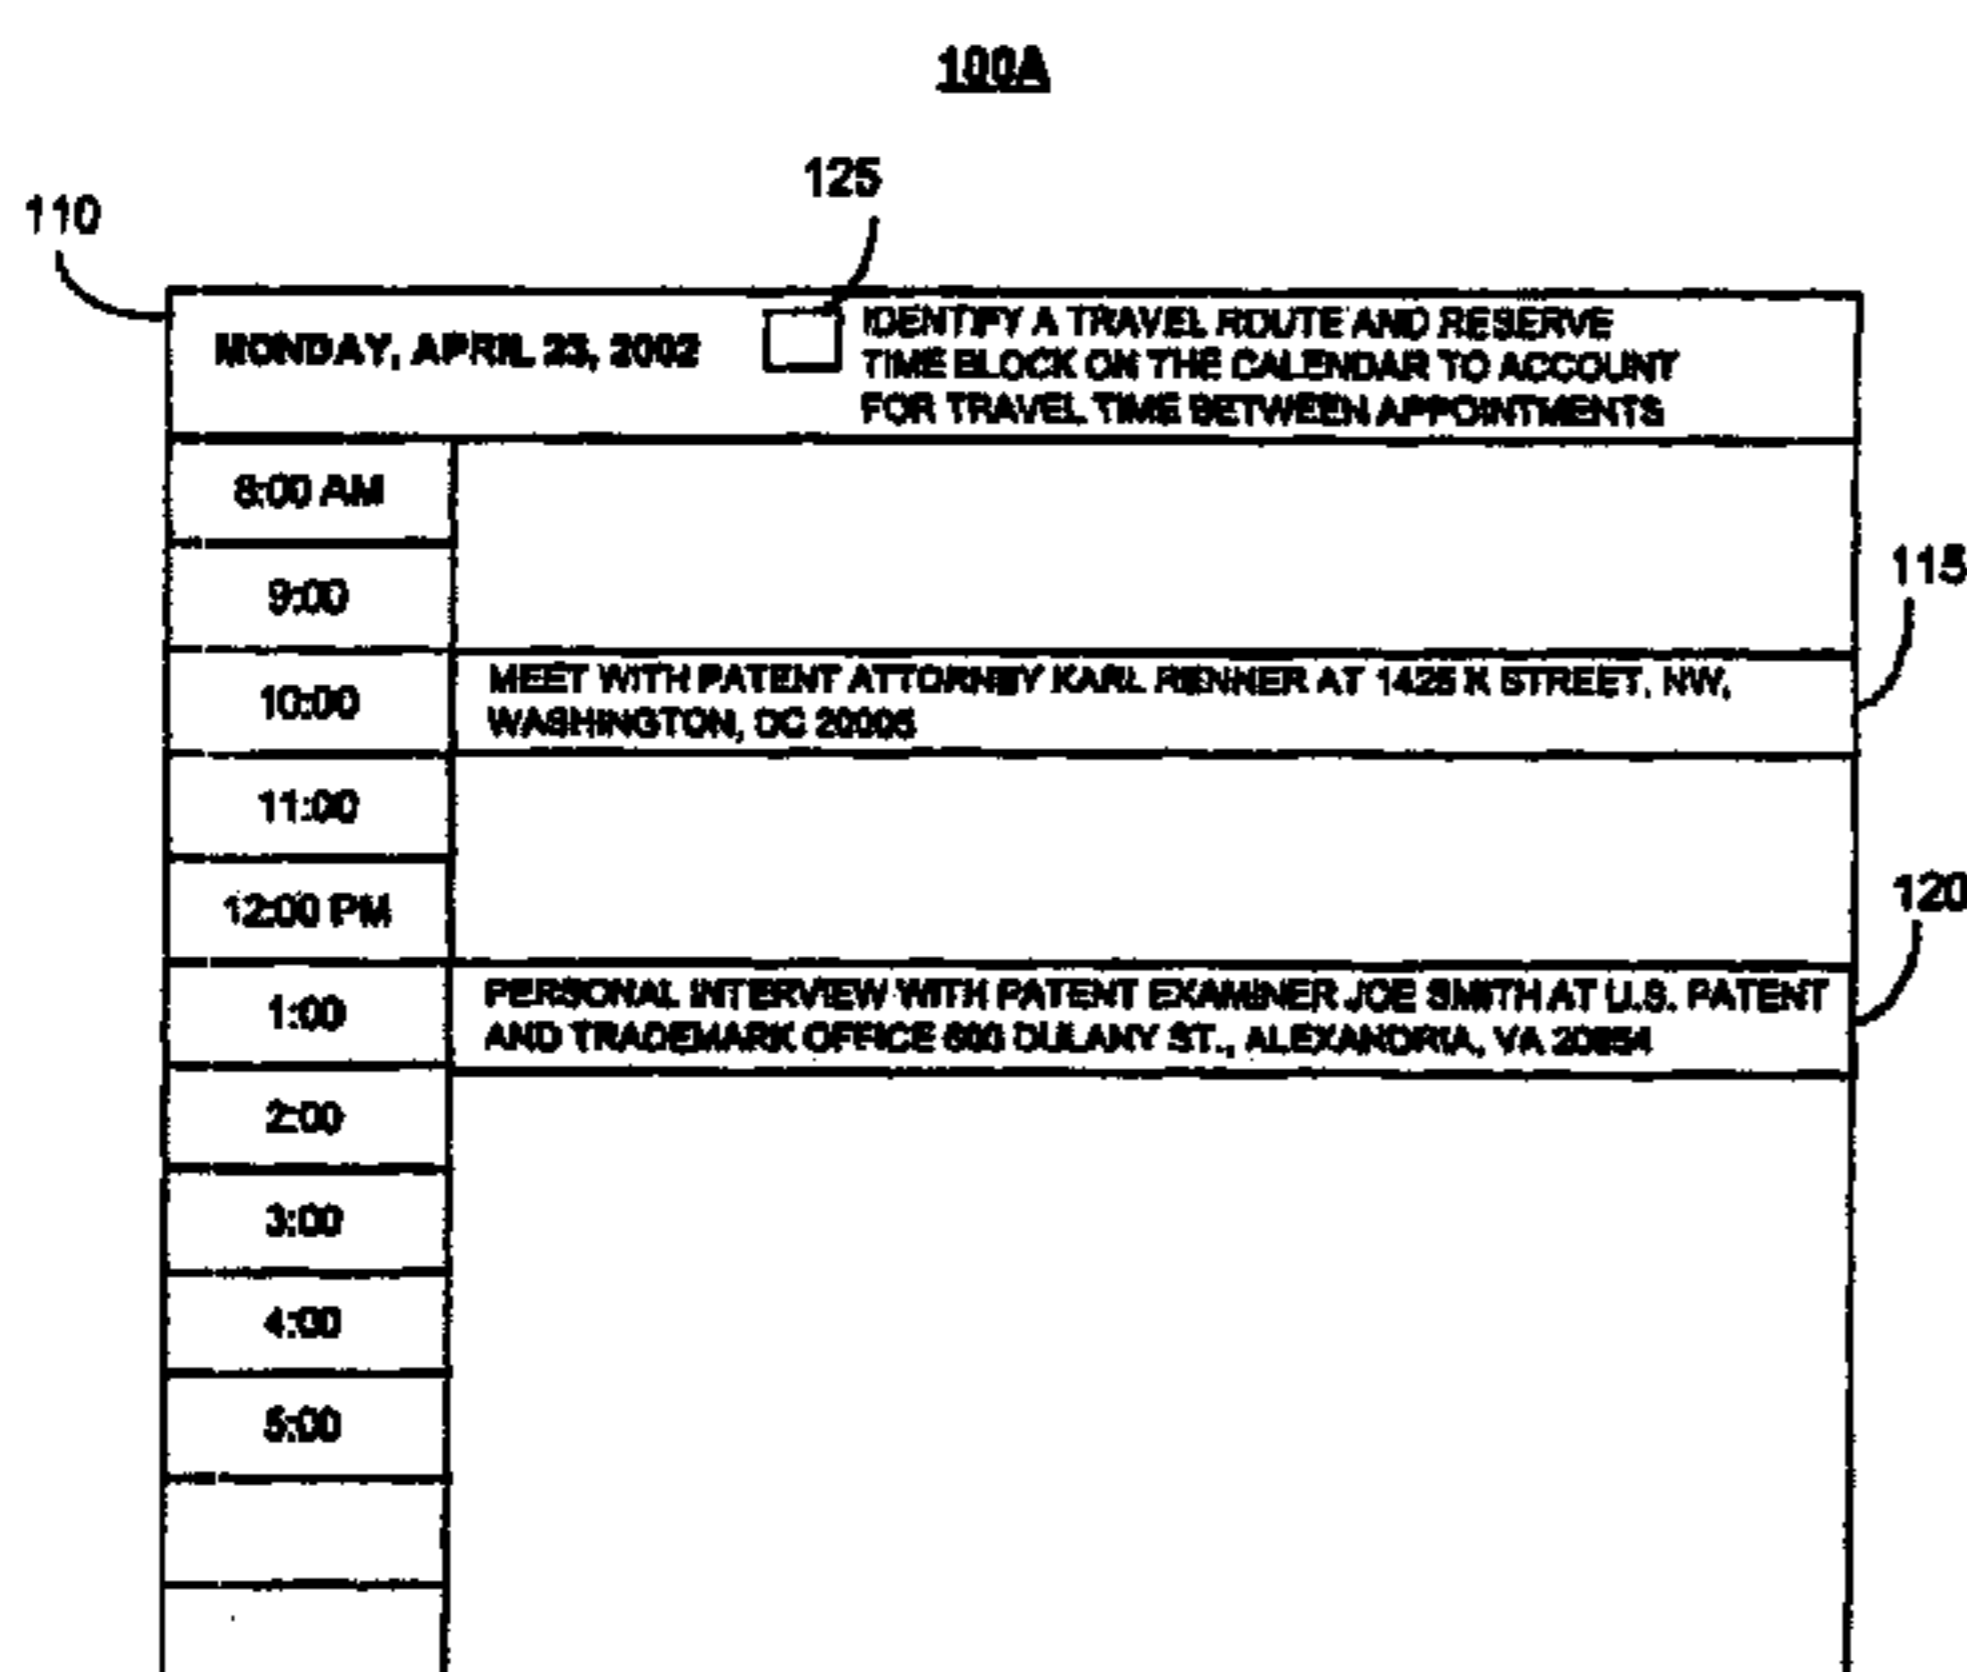 100A
125
110
MONDAY, APRIL 23, 2002
IDENTIFY A TRAVEL ROUTE AND RESERVE
TIME BLOCK ON THE CALENDAR TO ACCOUNT
FOR TRAVEL TIME BETWEEN APPOINTMENTS
8:00 AM
9:00
115
10:00
MEET WITH PATENT ATTORNEY KARL RENNER AT 1425 K STREET, NW,
WASHINGTON, DC 20005
11:00
12:00 PM
120
1:00
PERSONAL INTERVIEW WITH PATENT EXAMINER JOE SMITH AT U.S. PATENT
AND TRADEMARK OFFICE DULANY ST., ALEXANDRIA, VA
2:00
3:00
4:00
5:00